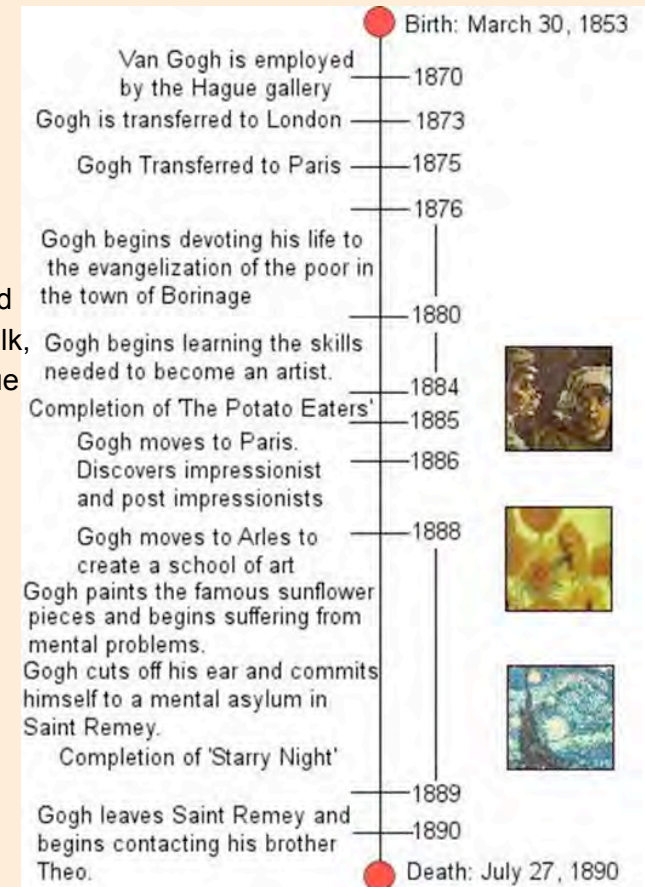 Birth: March 30, 1853
Van Gogh is employed
by the Hague gallery
1870
Gogh is transferred to London
1873
Gogh Transferred to Paris
1875
1876
Gogh begins devoting his life to
the evangelization of the poor in
the town of Borinage
1880
Gogh begins learning the skills
needed to become an artist.
1884
Completion of 'The Potato Eaters'
1885
Gogh moves to Paris.
Discovers impressionist
and post impressionists
1886
Gogh moves to Arles to
create a school of art
1888
Gogh paints the famous sunflower
pieces and begins suffering from
mental problems.
Gogh cuts off his ear and commits
himself to a mental asylum in
Saint Remey.
Completion of 'Starry Night'
1889
Gogh leaves Saint Remey and
begins contacting his brother
Theo.
1890
Death: July 27, 1890